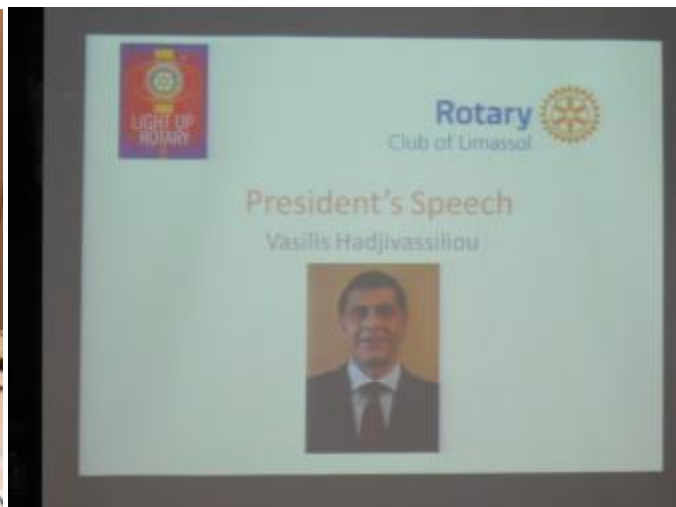 LIGHT UP
ROTARY
Rotary
Club of Limassol
President's Speech
Vasilis Hadjivassiliou